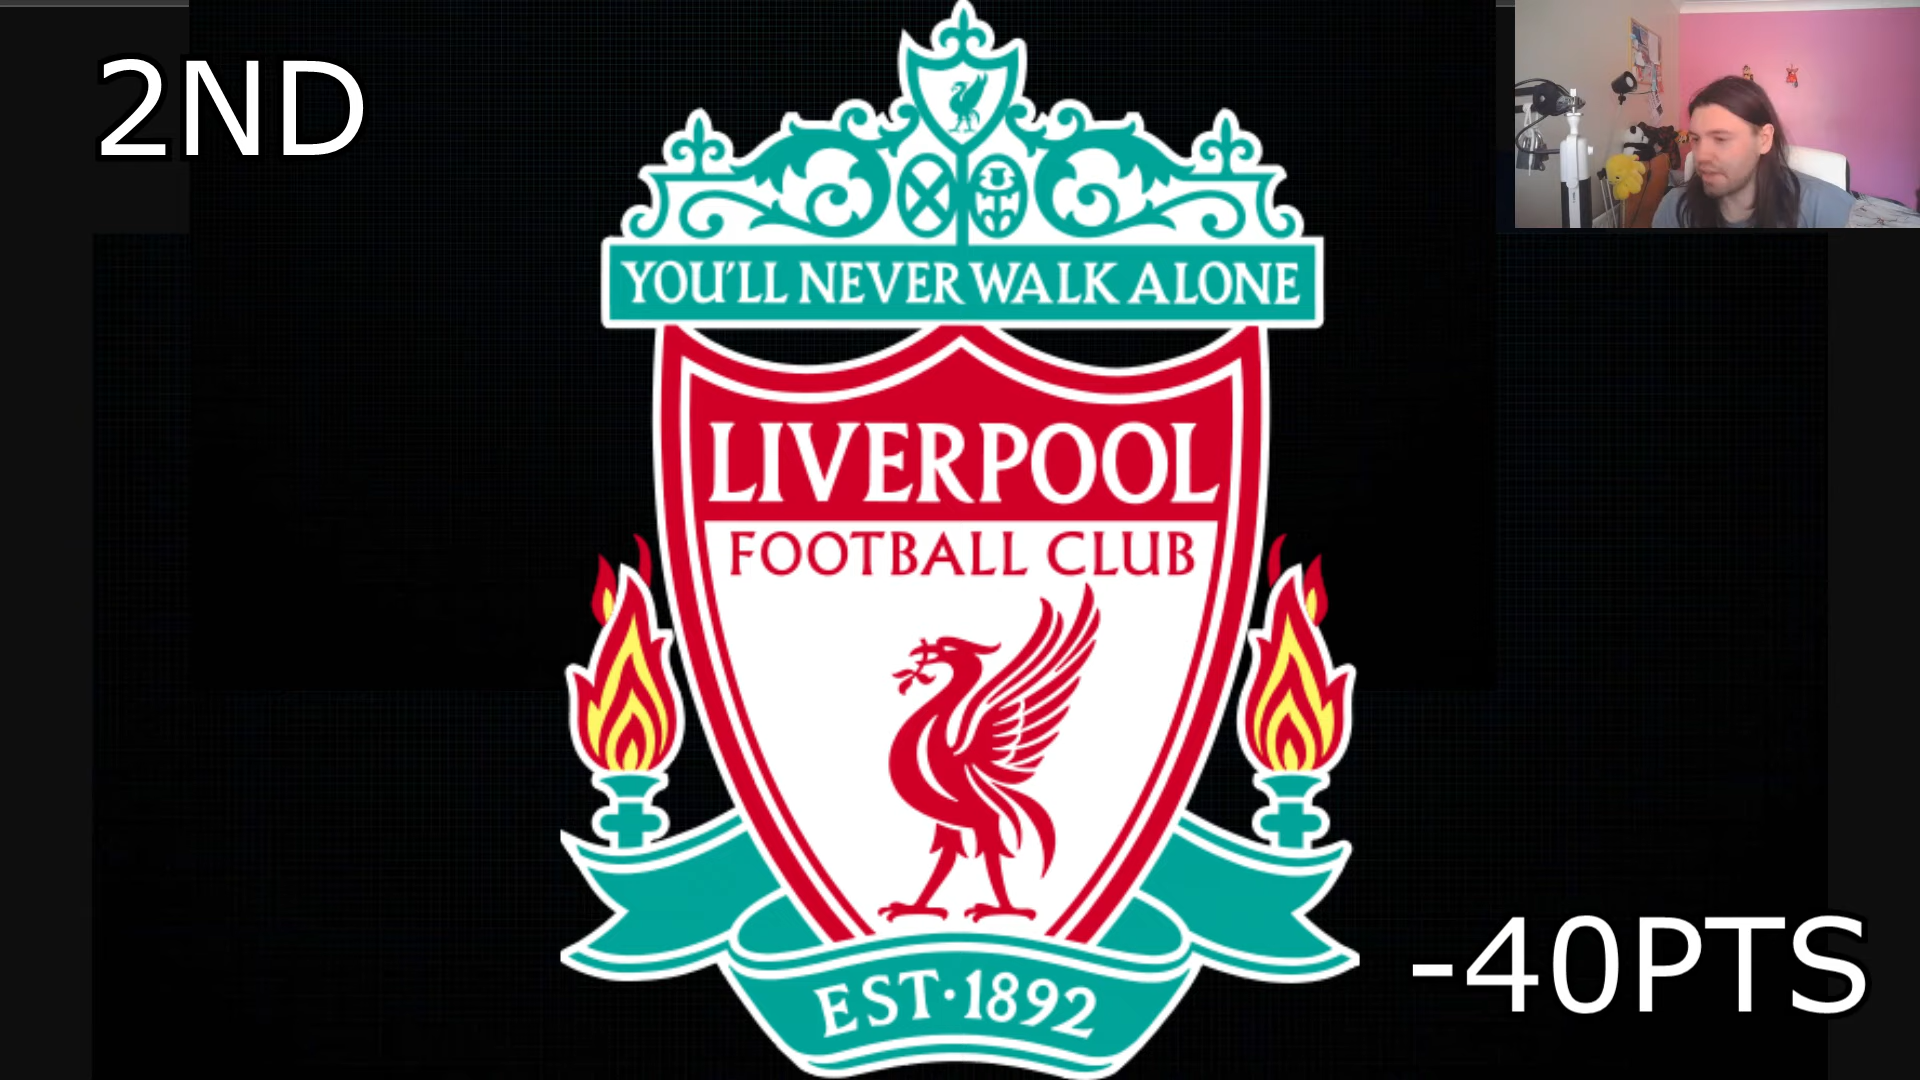 2ND
YOU'LL NEVER WALK ALONE
LIVERPOOL
FOOTBALL CLUB
EST·1892
-40PTS